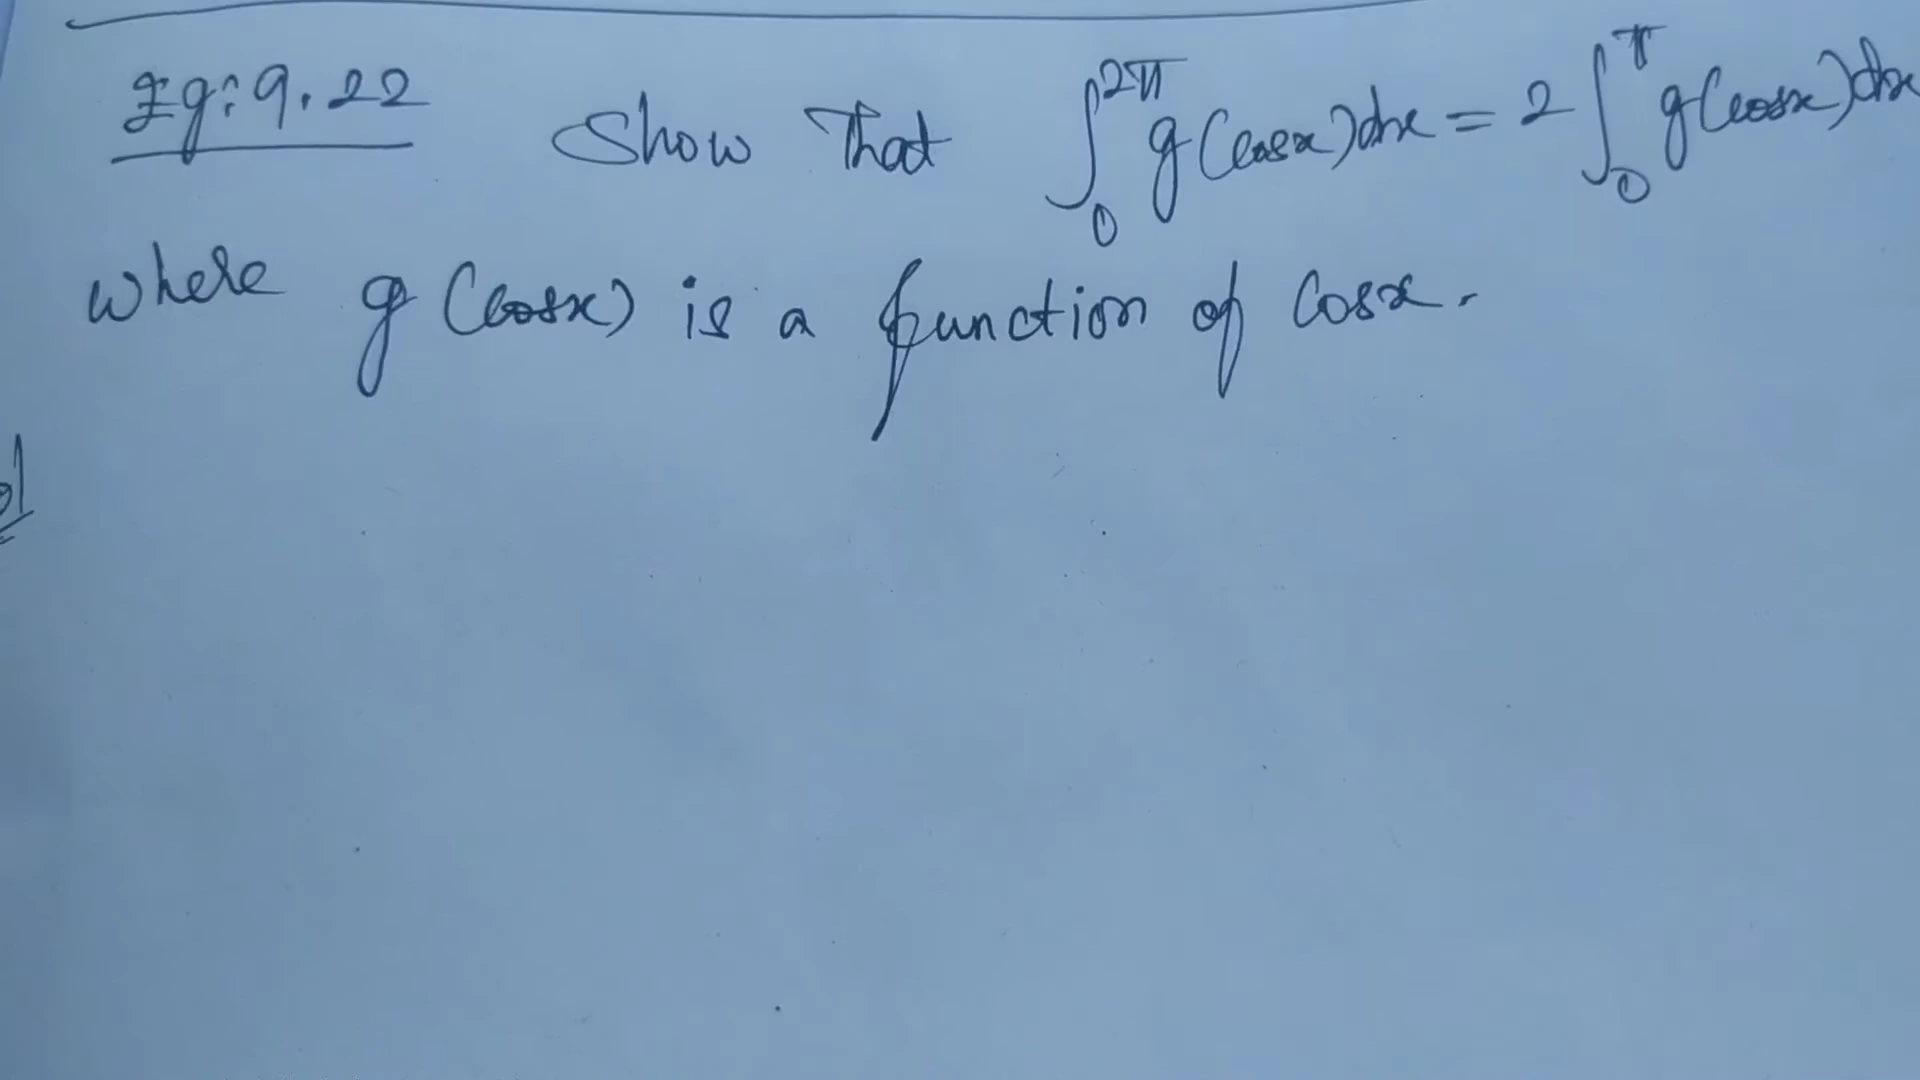 Eg: 9.22 Show That ∫₀^2π g(cosx)dx = 2∫₀^π g(cosx)dx
where g(cosx) is a function of cosx.